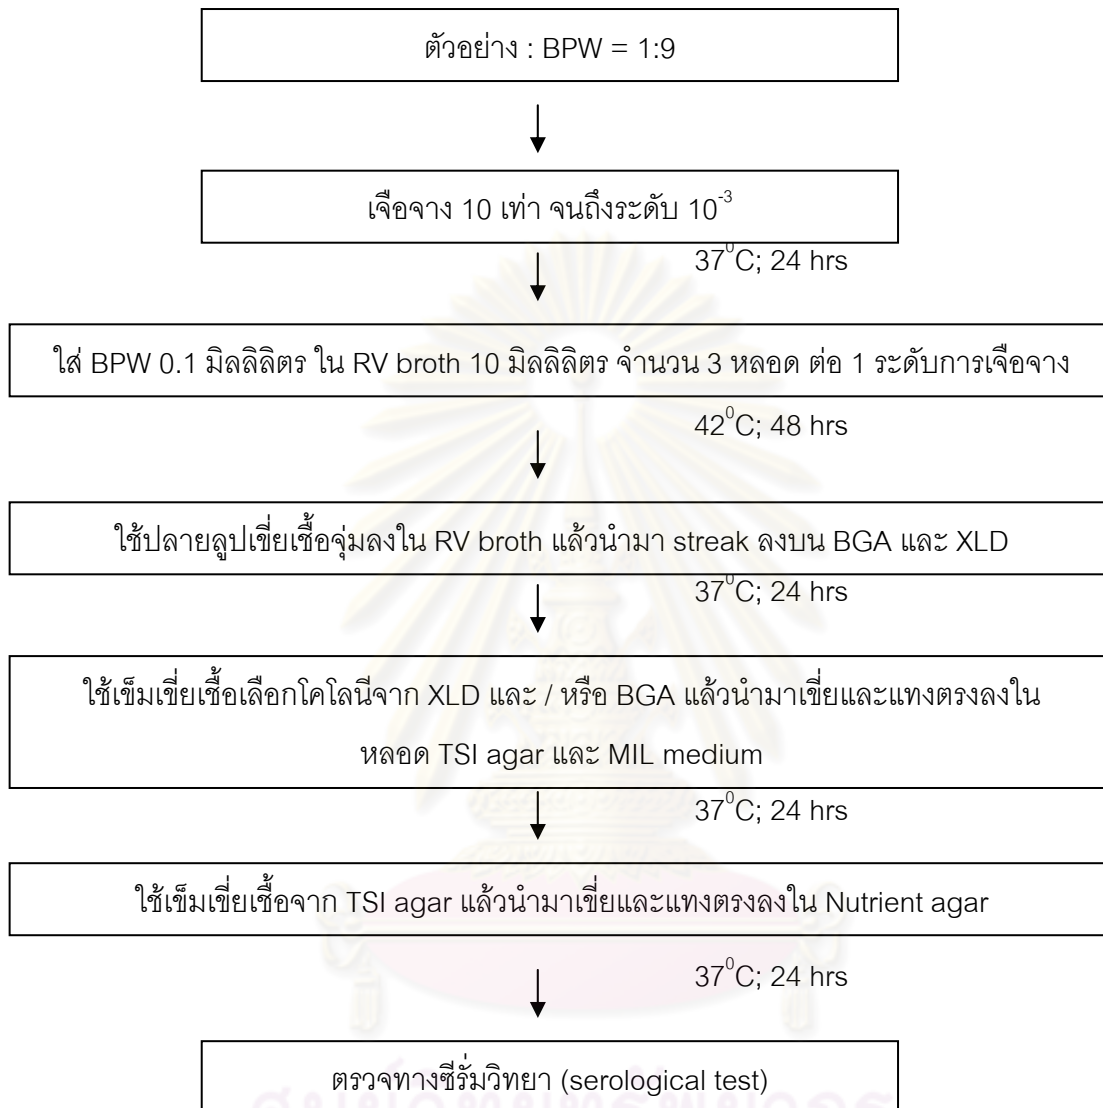 ตัวอย่าง : BPW = 1:9
เจือจาง 10 เท่า จนถึงระดับ 10⁻³
37⁰C; 24 hrs
ใส่ BPW 0.1 มิลลิลิตร ใน RV broth 10 มิลลิลิตร จำนวน 3 หลอด ต่อ 1 ระดับการเจือจาง
42⁰C; 48 hrs
ใช้ปลายลูปเขี่ยเชื้อจุ่มลงใน RV broth แล้วนำมา streak ลงบน BGA และ XLD
37⁰C; 24 hrs
ใช้เข็มเขี่ยเชื้อเลือกโคโลนีจาก XLD และ / หรือ BGA แล้วนำมาเขี่ยและแทงตรงลงใน
หลอด TSI agar และ MIL medium
37⁰C; 24 hrs
ใช้เข็มเขี่ยเชื้อจาก TSI agar แล้วนำมาเขี่ยและแทงตรงลงใน Nutrient agar
37⁰C; 24 hrs
ตรวจทางซีรั่มวิทยา (serological test)